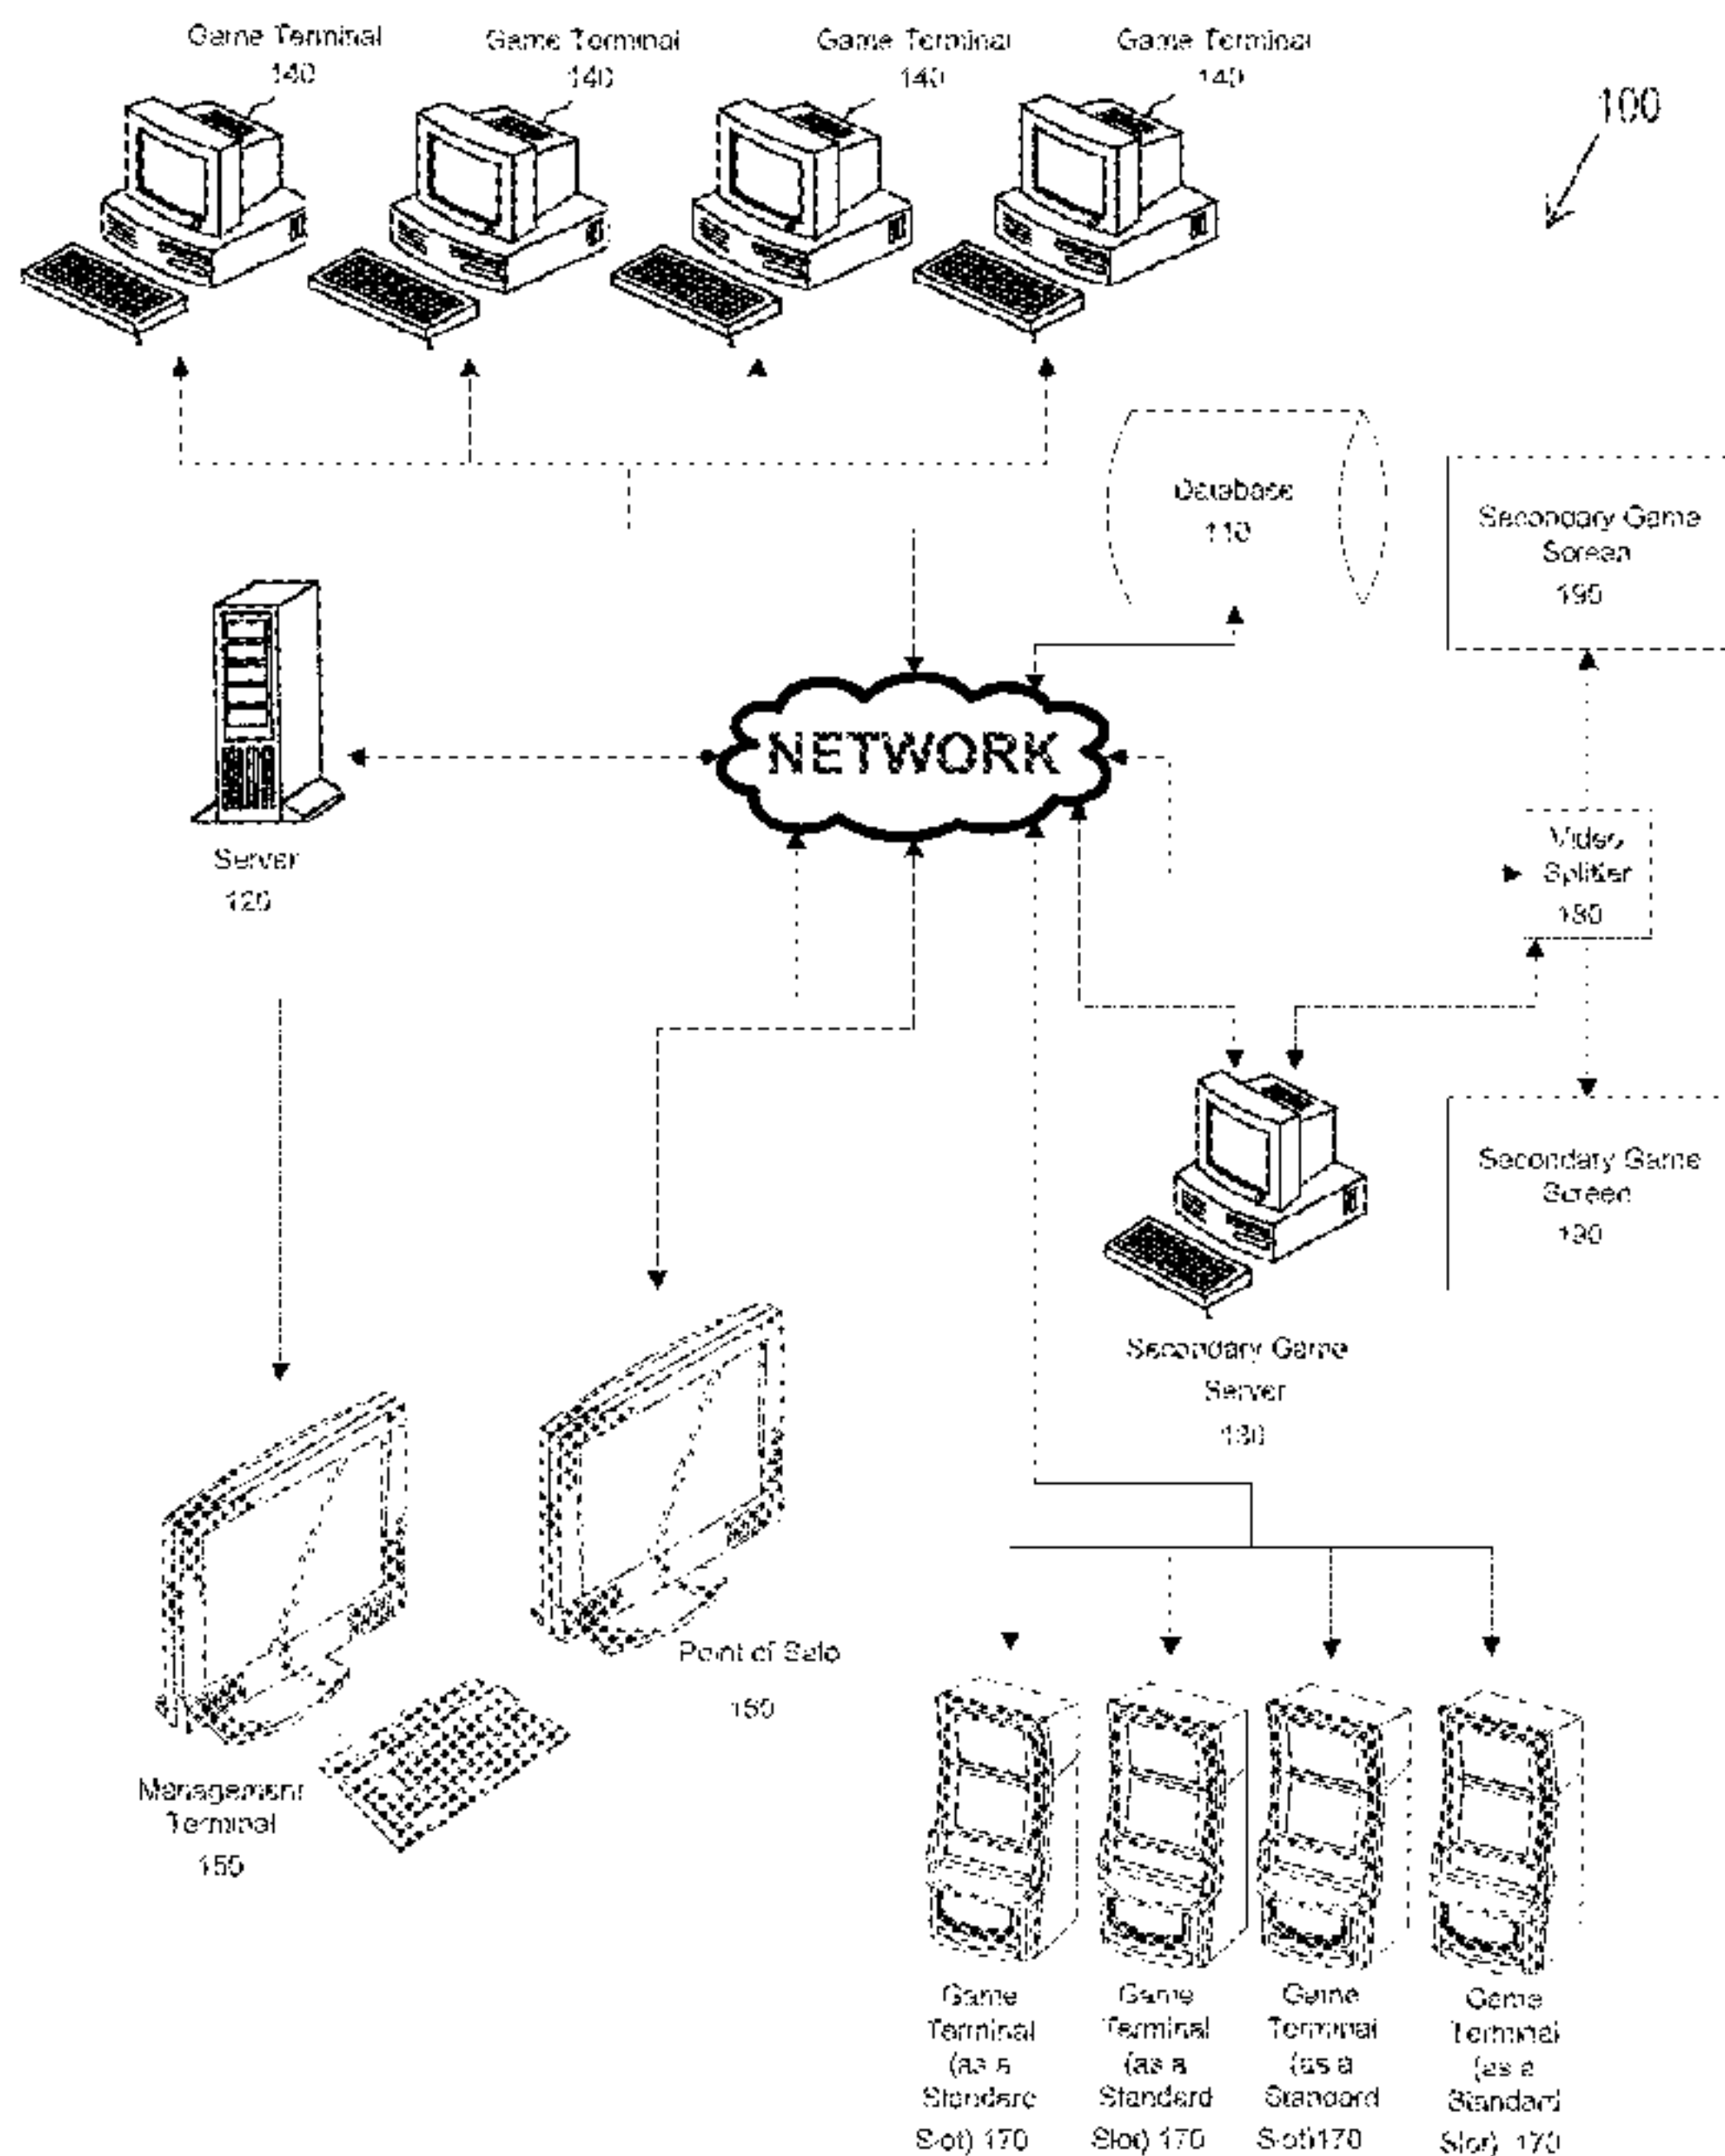 Game Terminal
140
Game Terminal
140
Game Terminal
140
Game Terminal
140
100
Database
110
Secondary Game
Screen
190
NETWORK
Server
120
Video
Splitter
180
Secondary Game
Screen
190
Secondary Game
Server
130
Point of Sale
160
Management
Terminal
150
Game
Terminal
(as a
Standard
Slot) 170
Game
Terminal
(as a
Standard
Slot) 170
Game
Terminal
(as a
Standard
Slot)170
Game
Terminal
(as a
Standard
Slot) 170